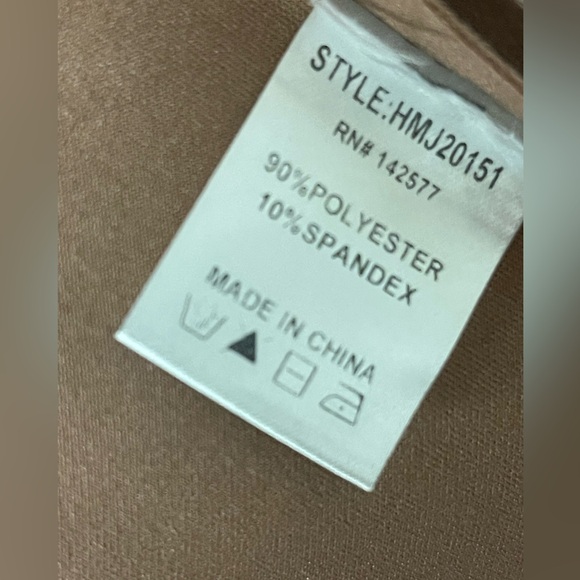 STYLE:HMJ20151
RN# 142577
90%POLYESTER
10%SPANDEX
MADE IN CHINA